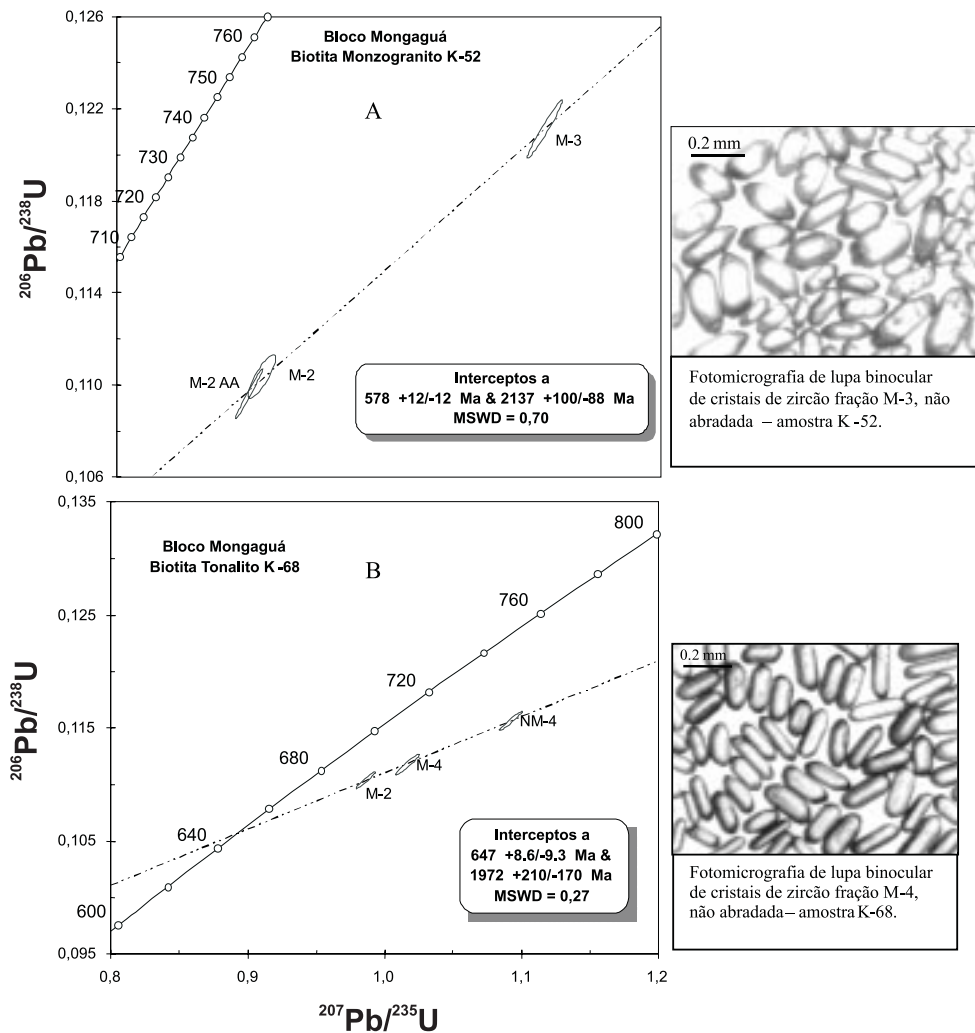 0,126
0,122
0,118
0,114
0,110
0,106
206Pb/238U
Bloco Mongaguá
Biotita Monzogranito K-52
A
760
750
740
730
720
710
M-3
M-2 AA
M-2
Interceptos a
578 +12/-12 Ma & 2137 +100/-88 Ma
MSWD = 0,70
0.2 mm
Fotomicrografia de lupa binocular
de cristais de zircão fração M-3, não
abradada – amostra K-52.
0,135
0,125
0,115
0,105
0,095
206Pb/238U
Bloco Mongaguá
Biotita Tonalito K-68
B
800
760
720
680
640
600
NM-4
M-4
M-2
Interceptos a
647 +8.6/-9.3 Ma &
1972 +210/-170 Ma
MSWD = 0,27
0,8
0,9
1,0
1,1
1,2
207Pb/235U
0.2 mm
Fotomicrografia de lupa binocular
de cristais de zircão fração M-4,
não abradada – amostra K-68.